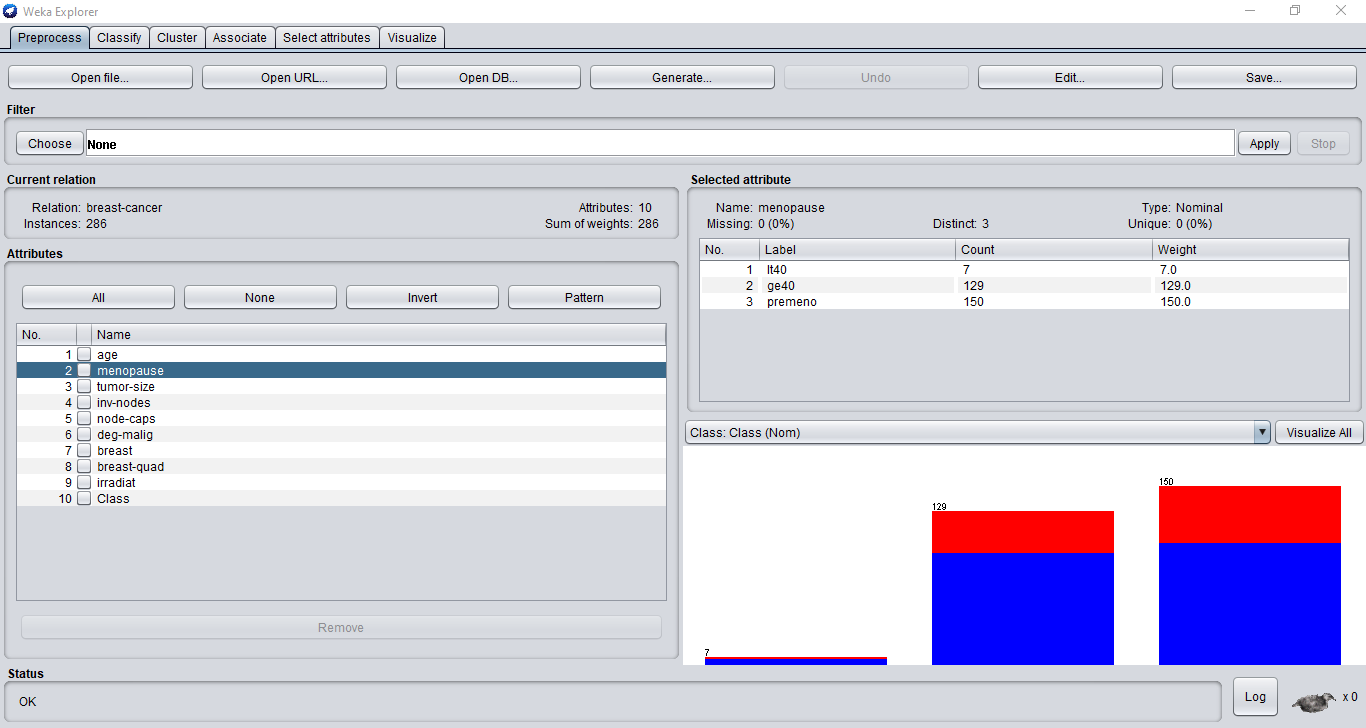 Weka Explorer
Preprocess Classify Cluster Associate Select attributes Visualize
Open file... Open URL... Open DB... Generate... Undo Edit... Save...
Filter
Choose None Apply Stop
Current relation
Relation: breast-cancer Attributes: 10
Instances: 286 Sum of weights: 286
Attributes
All None Invert Pattern
No. Name
1 age
2 menopause
3 tumor-size
4 inv-nodes
5 node-caps
6 deg-malig
7 breast
8 breast-quad
9 irradiat
10 Class
Remove
Selected attribute
Name: menopause Type: Nominal
Missing: 0 (0%) Distinct: 3 Unique: 0 (0%)
No. Label Count Weight
1 lt40 7 7.0
2 ge40 129 129.0
3 premeno 150 150.0
Class: Class (Nom) Visualize All
7 129 150
Status
OK
Log x 0